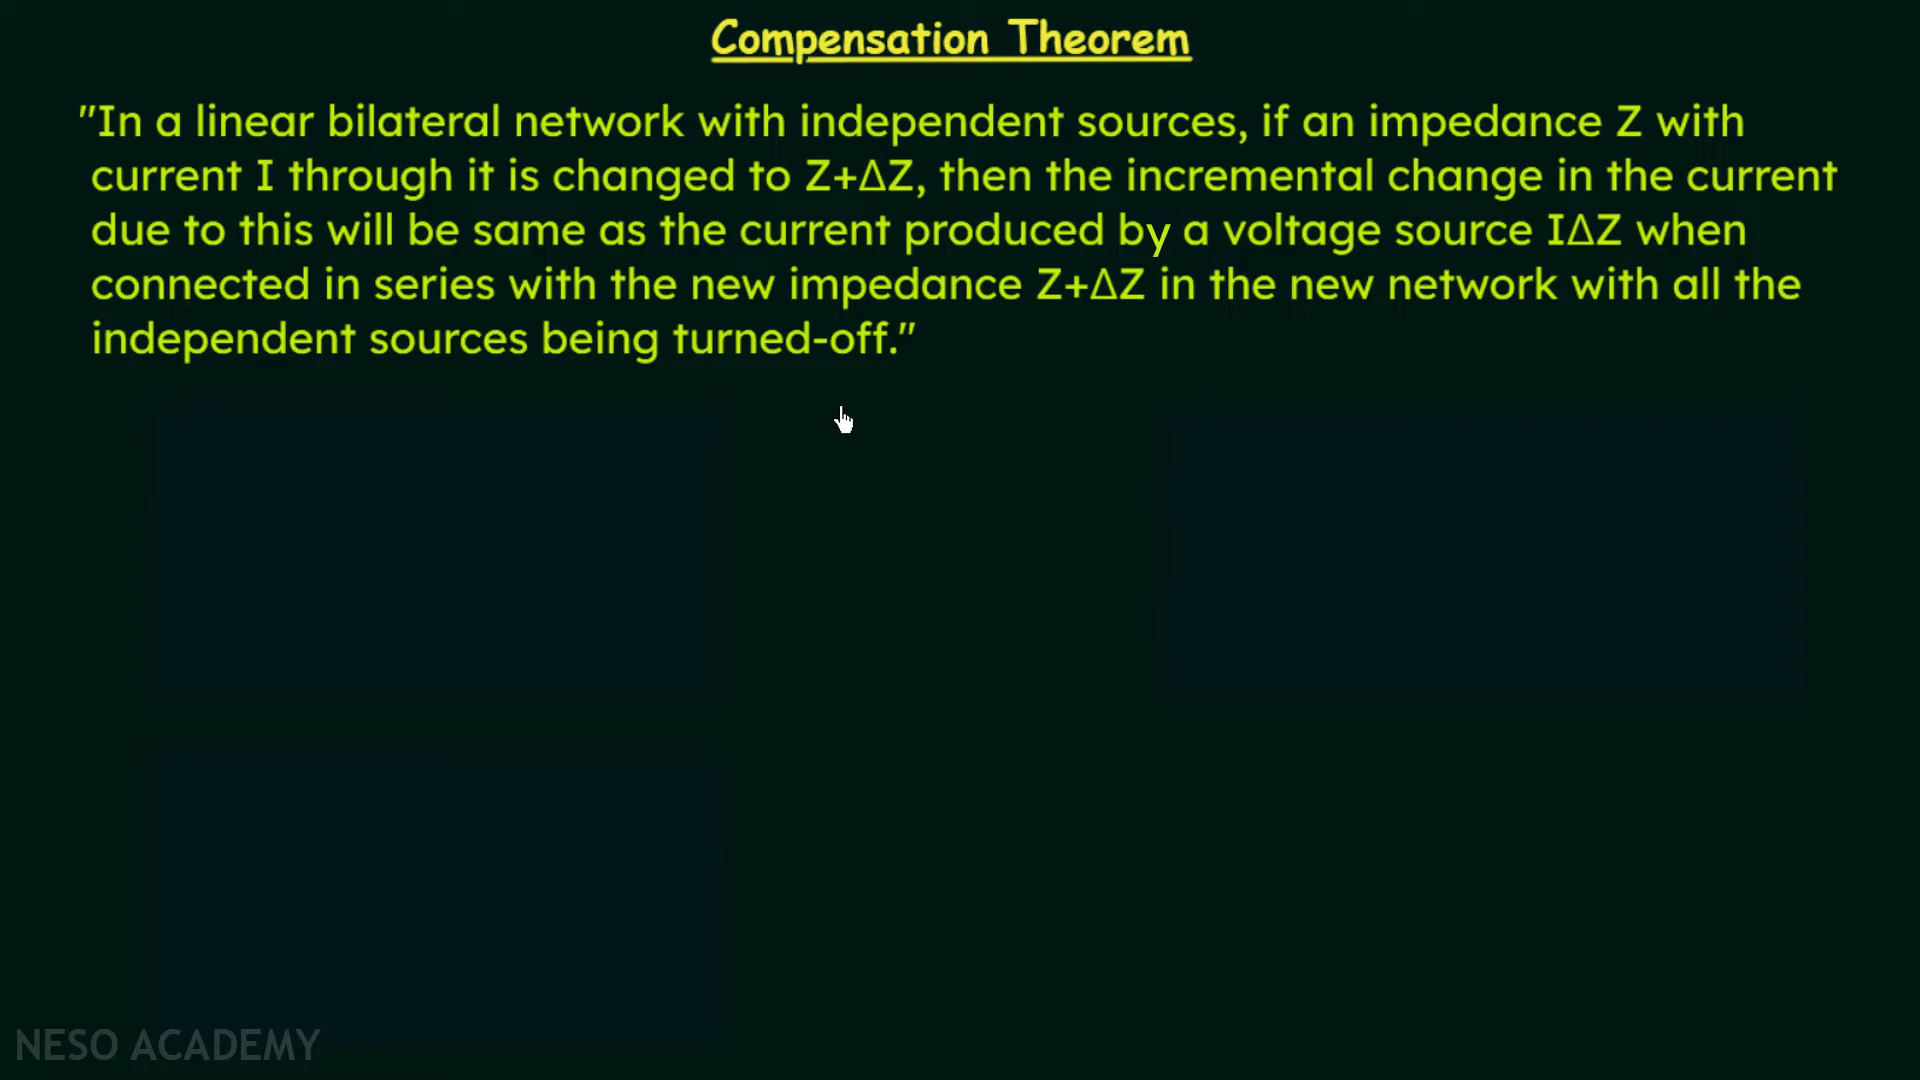 Compensation Theorem
"In a linear bilateral network with independent sources, if an impedance Z with
current I through it is changed to Z+ΔZ, then the incremental change in the current
due to this will be same as the current produced by a voltage source IΔZ when
connected in series with the new impedance Z+ΔZ in the new network with all the
independent sources being turned-off."
NESO ACADEMY